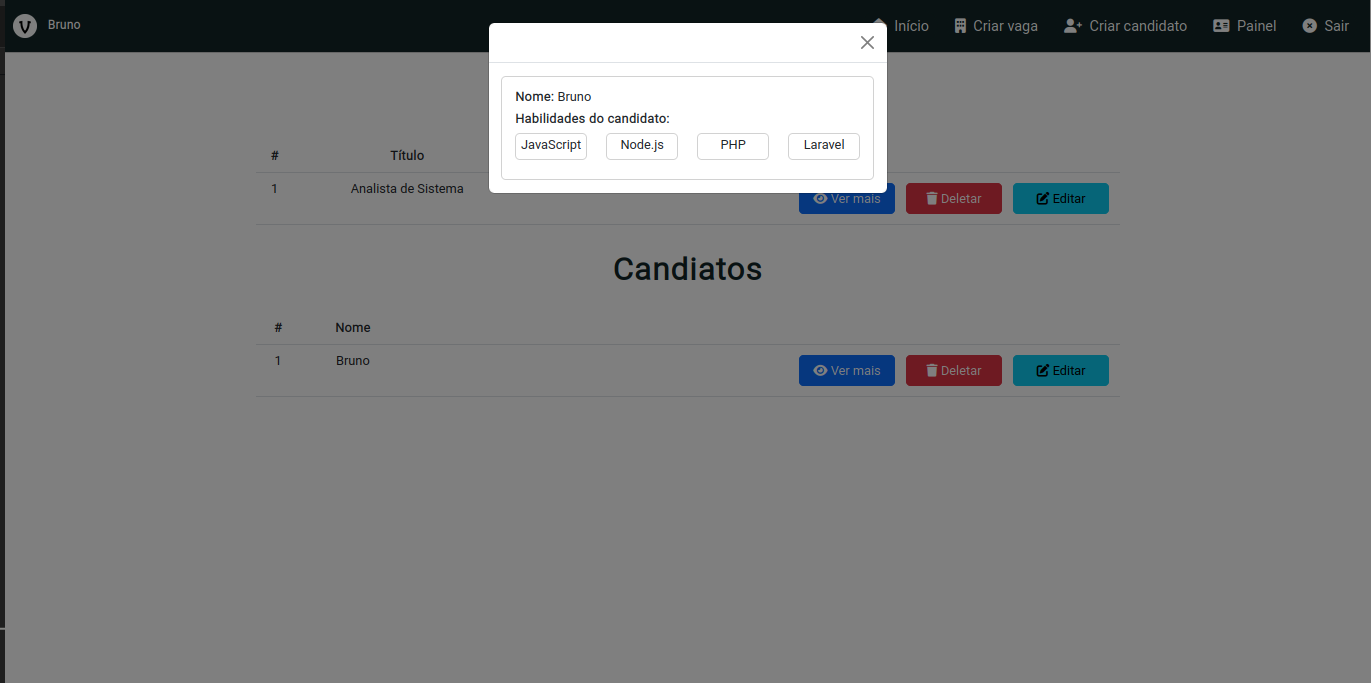 V Bruno Início Criar vaga Criar candidato Painel Sair
Nome: Bruno
Habilidades do candidato:
JavaScript Node.js PHP Laravel
# Título
1 Analista de Sistema Ver mais Deletar Editar
Candiatos
# Nome
1 Bruno Ver mais Deletar Editar